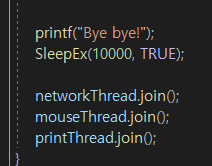 printf("Bye bye!");
SleepEx(10000, TRUE);
networkThread.join();
mouseThread.join();
printThread.join();
}